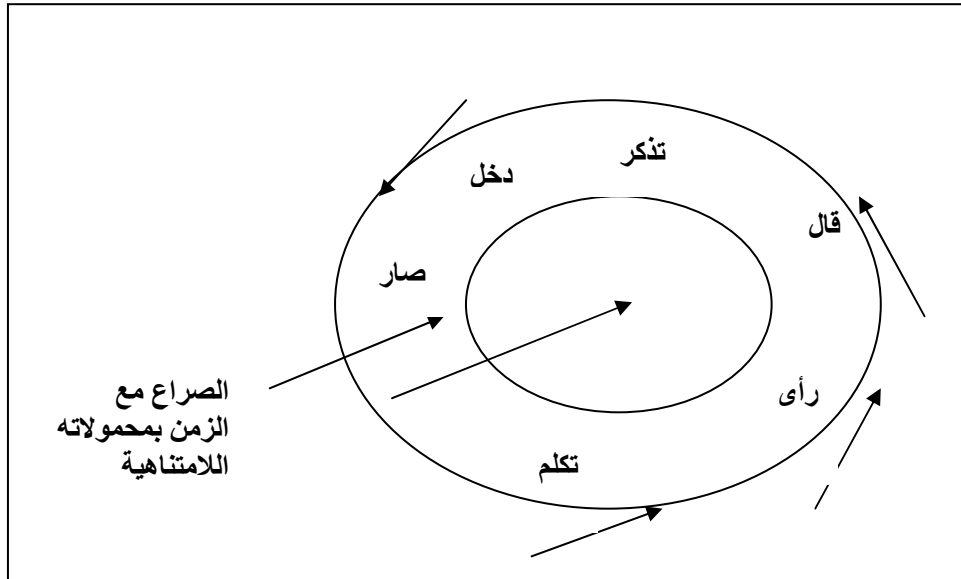 تذكر
دخل
قال
صار
رأى
تكلم
الصراع مع
الزمن بمحمولاته
اللامتناهية